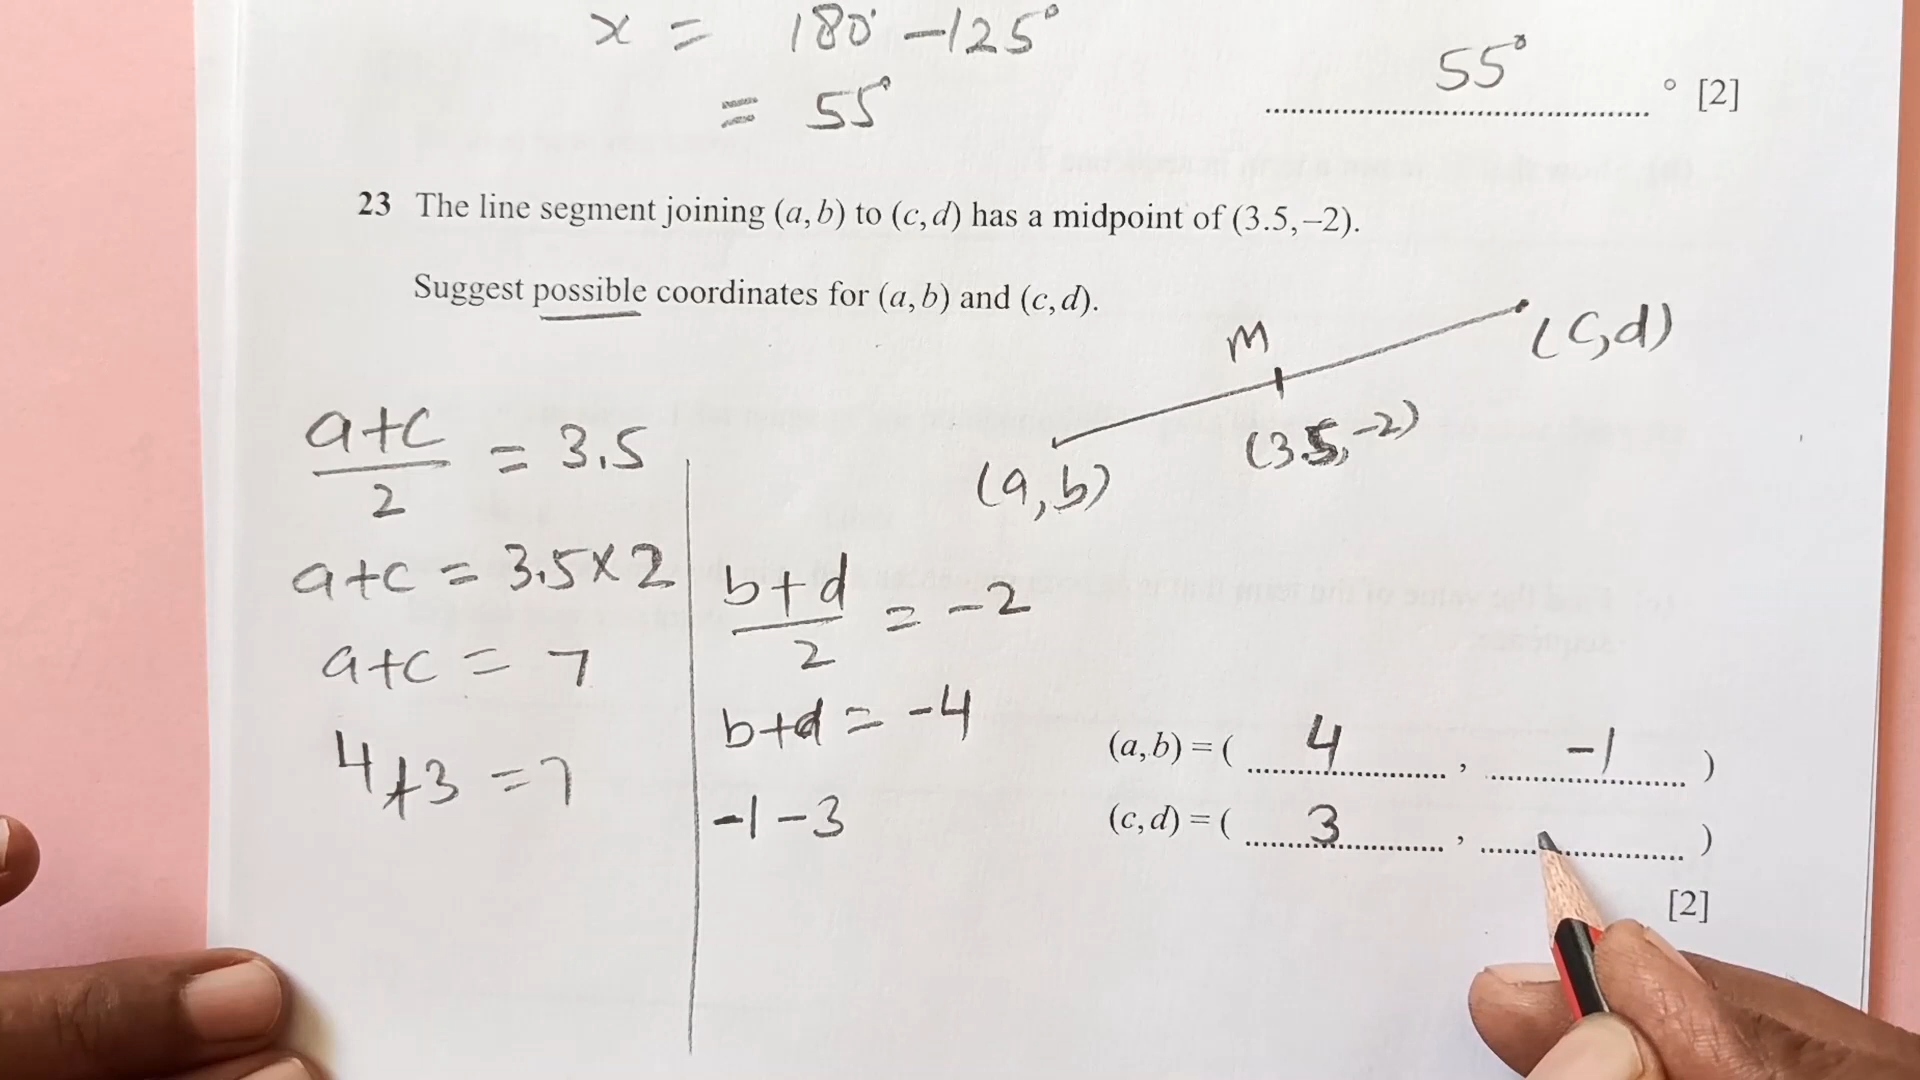 x = 180° -125°
= 55°
55°
° [2]
23 The line segment joining (a, b) to (c, d) has a midpoint of (3.5, –2).
Suggest possible coordinates for (a, b) and (c, d).
M
(c,d)
(3.5,-2)
(a,b)
a+c
2
= 3.5
a+c = 3.5×2
a+c = 7
4+3 = 7
b+d
2
= -2
b+d = -4
-1-3
(a, b) = ( 4 , -1 )
(c, d) = ( 3 , )
[2]